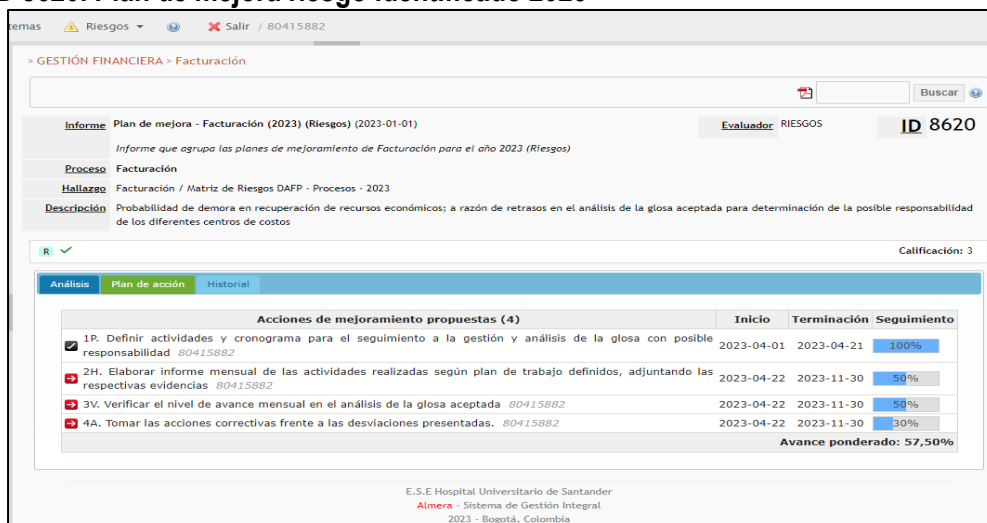 temas Riesgos Salir / 80415882
» GESTIÓN FINANCIERA » Facturación
Buscar
Informe Plan de mejora - Facturación (2023) (Riesgos) (2023-01-01) Evaluador RIESGOS ID 8620
Informe que agrupa las planes de mejoramiento de Facturación para el año 2023 (Riesgos)
Proceso Facturación
Hallazgo Facturación / Matriz de Riesgos DAFP - Procesos - 2023
Descripción Probabilidad de demora en recuperación de recursos económicos; a razón de retrasos en el análisis de la glosa aceptada para determinación de la posible responsabilidad
de los diferentes centros de costos
R Calificación: 3
Análisis Plan de acción Historial
Acciones de mejoramiento propuestas (4) Inicio Terminación Seguimiento
1P. Definir actividades y cronograma para el seguimiento a la gestión y análisis de la glosa con posible
responsabilidad 80415882 2023-04-01 2023-04-21 100%
2H. Elaborar informe mensual de las actividades realizadas según plan de trabajo definidos, adjuntando las
respectivas evidencias 80415882 2023-04-22 2023-11-30 50%
3V. Verificar el nivel de avance mensual en el análisis de la glosa aceptada 80415882 2023-04-22 2023-11-30 50%
4A. Tomar las acciones correctivas frente a las desviaciones presentadas. 80415882 2023-04-22 2023-11-30 30%
Avance ponderado: 57,50%
E.S.E Hospital Universitario de Santander
Almera - Sistema de Gestión Integral
2023 - Bogotá, Colombia